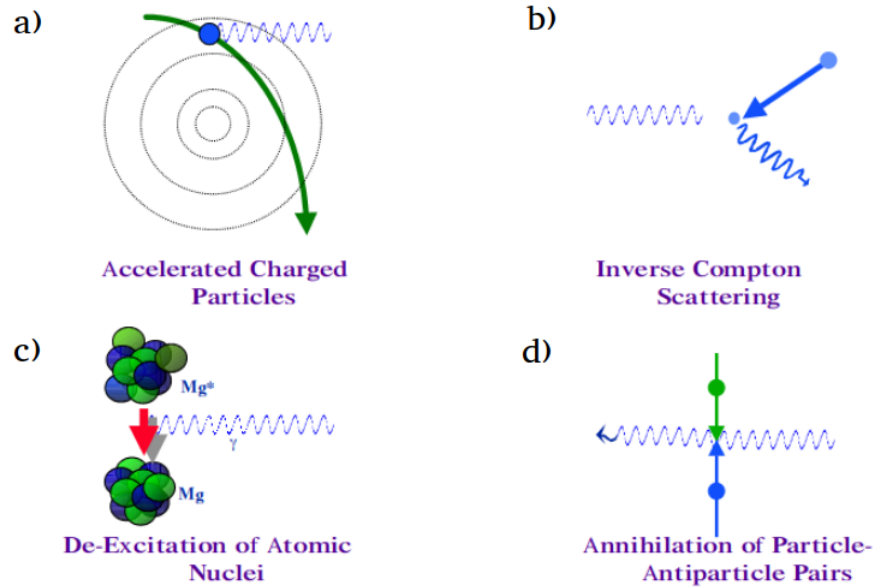 a)
b)
Accelerated Charged
Particles
Inverse Compton
Scattering
c)
d)
Mg*
γ
Mg
De-Excitation of Atomic
Nuclei
Annihilation of Particle-
Antiparticle Pairs